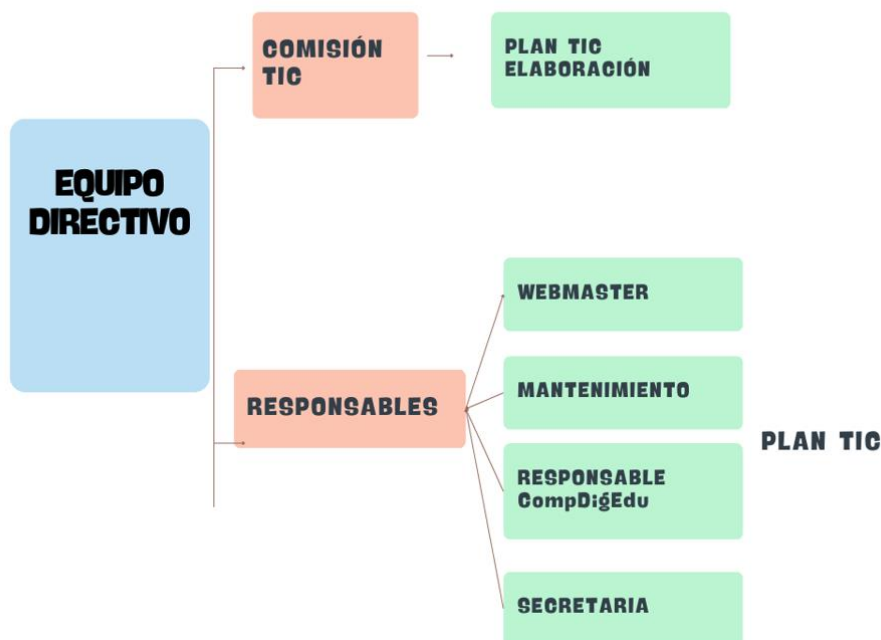 COMISIÓN
TIC
PLAN TIC
ELABORACIÓN
EQUIPO
DIRECTIVO
WEBMASTER
RESPONSABLES
MANTENIMIENTO
PLAN TIC
RESPONSABLE
CompDigEdu
SECRETARIA